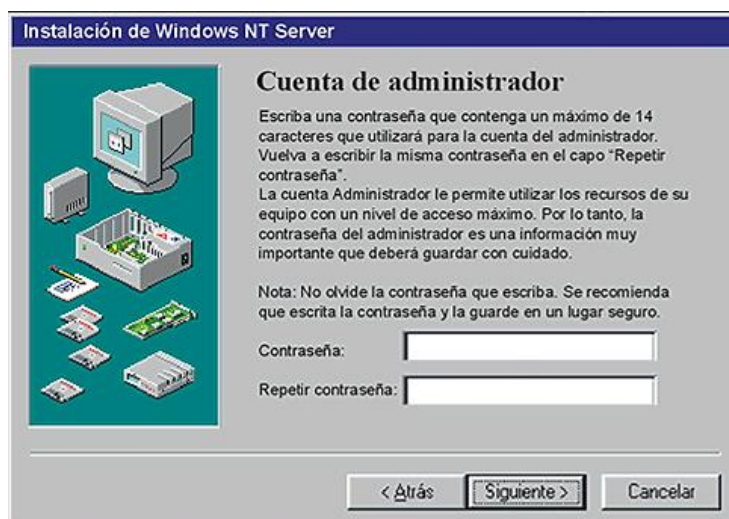 Instalación de Windows NT Server
Cuenta de administrador
Escriba una contraseña que contenga un máximo de 14
caracteres que utilizará para la cuenta del administrador.
Vuelva a escribir la misma contraseña en el capo “Repetir
contraseña”.
La cuenta Administrador le permite utilizar los recursos de su
equipo con un nivel de acceso máximo. Por lo tanto, la
contraseña del administrador es una información muy
importante que deberá guardar con cuidado.
Nota: No olvide la contraseña que escriba. Se recomienda
que escrita la contraseña y la guarde en un lugar seguro.
Contraseña:
Repetir contraseña:
< Atrás
Siguiente >
Cancelar